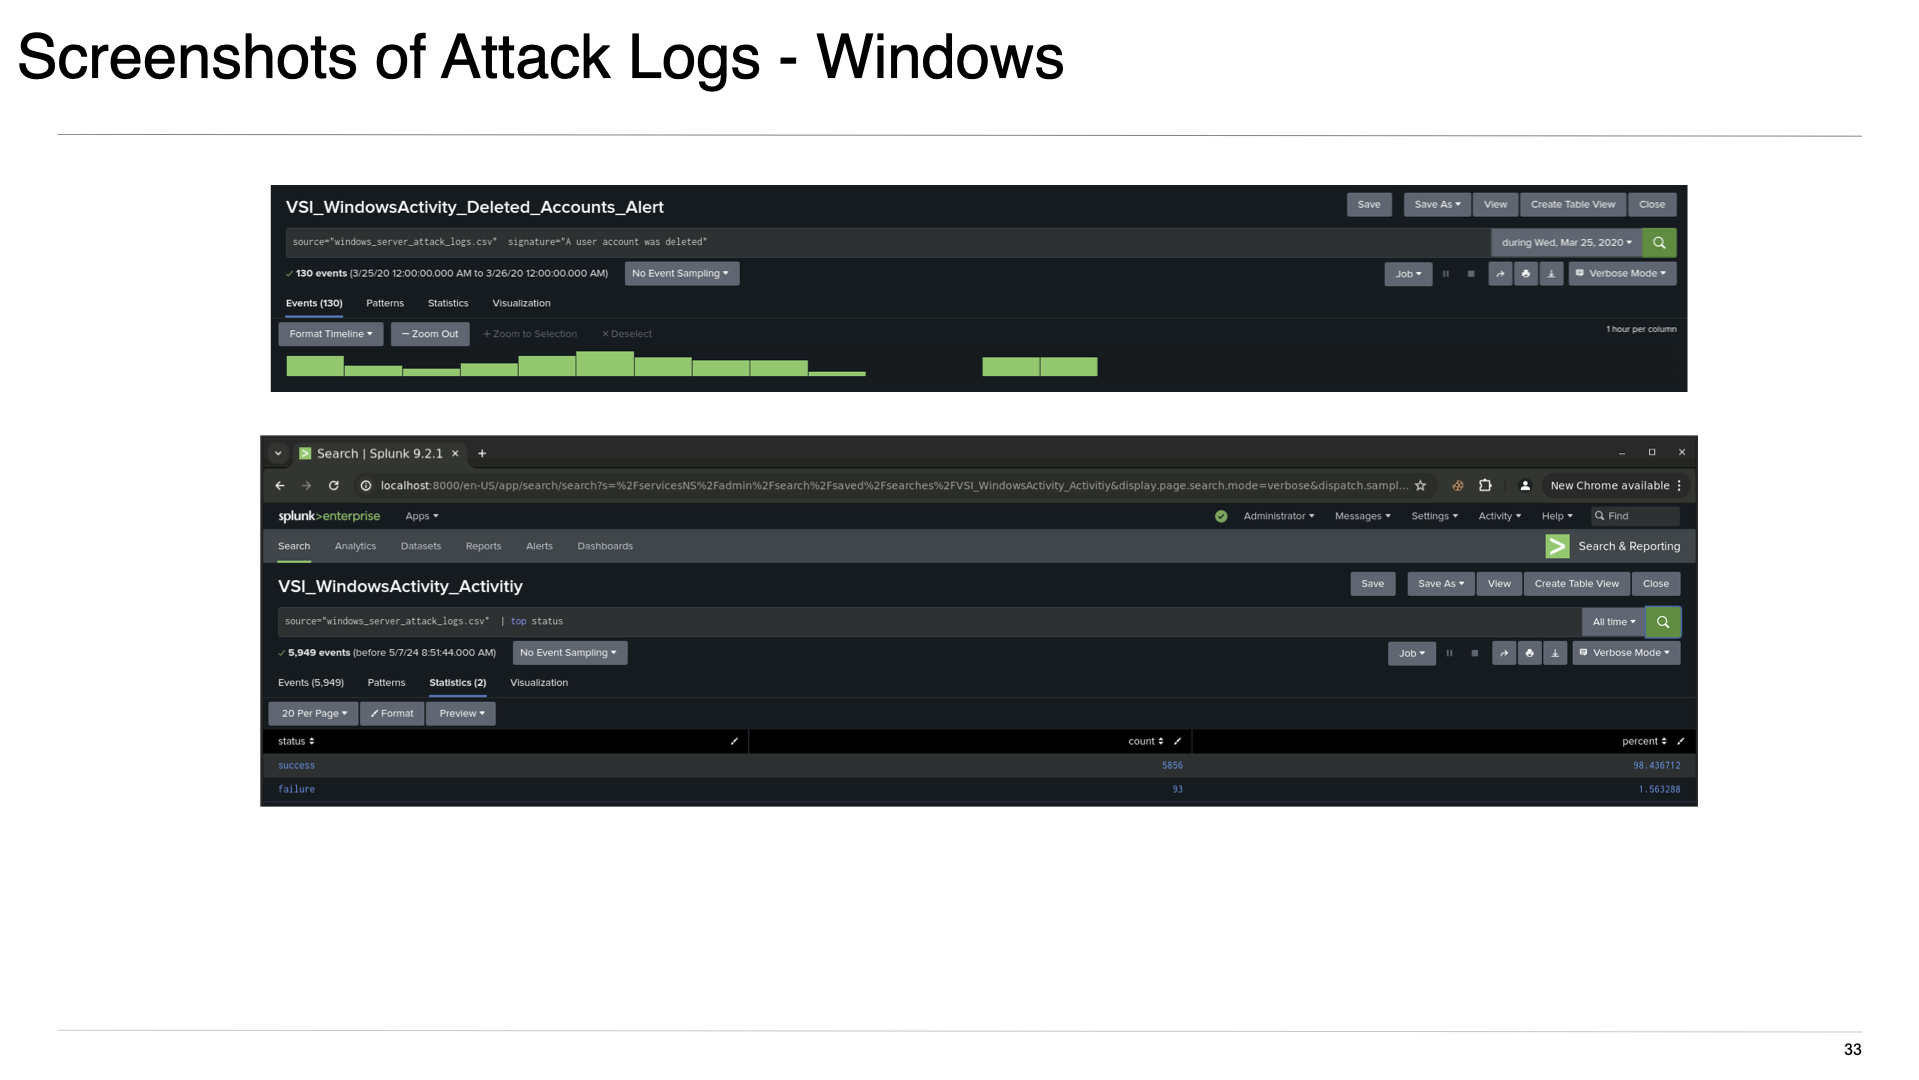 Screenshots of Attack Logs - Windows
VSI_WindowsActivity_Deleted_Accounts_Alert
Save Save As View Create Table View Close
source="windows_server_attack_logs.csv" signature="A user account was deleted"
during Wed, Mar 25, 2020
130 events (3/25/20 12:00:00.000 AM to 3/26/20 12:00:00.000 AM) No Event Sampling
Job Verbose Mode
Events (130) Patterns Statistics Visualization
Format Timeline — Zoom Out + Zoom to Selection × Deselect
1 hour per column
Search | Splunk 9.2.1
localhost:8000/en-US/app/search/search?s=%2FservicesNS%2Fadmin%2Fsearch%2Fsaved%2Fsearches%2FVSI_WindowsActivity_Activitiy&display.page.search.mode=verbose&dispatch.sampl...
New Chrome available
splunk>enterprise Apps
Administrator Messages Settings Activity Help Find
Search Analytics Datasets Reports Alerts Dashboards
Search & Reporting
VSI_WindowsActivity_Activitiy
Save Save As View Create Table View Close
source="windows_server_attack_logs.csv" | top status
All time
5,949 events (before 5/7/24 8:51:44.000 AM) No Event Sampling
Job Verbose Mode
Events (5,949) Patterns Statistics (2) Visualization
20 Per Page Format Preview
status count percent
success 5856 98.436712
failure 93 1.563288
33